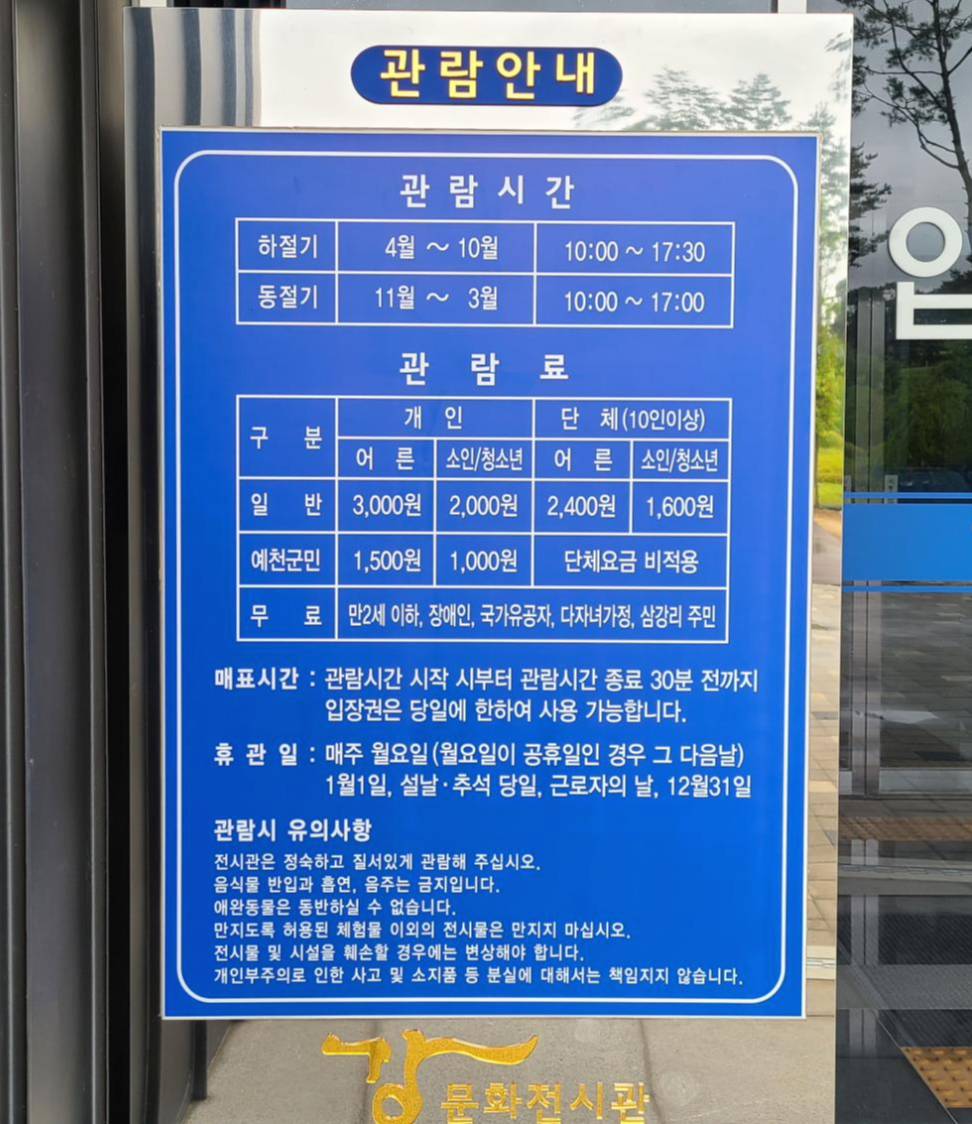 관람안내
관 람 시 간
하절기 4월 ～ 10월 10:00 ~ 17:30
동절기 11월 ～ 3월 10:00 ~ 17:00
관 람 료
구 분 개 인 단 체(10인이상)
어 른 소인/청소년 어 른 소인/청소년
일 반 3,000원 2,000원 2,400원 1,600원
예천군민 1,500원 1,000원 단체요금 비적용
무 료 만2세 이하, 장애인, 국가유공자, 다자녀가정, 삼강리 주민
매표시간 : 관람시간 시작 시부터 관람시간 종료 30분 전까지
입장권은 당일에 한하여 사용 가능합니다.
휴 관 일 : 매주 월요일(월요일이 공휴일인 경우 그 다음날)
1월1일, 설날·추석 당일, 근로자의 날, 12월31일
관람시 유의사항
전시관은 정숙하고 질서있게 관람해 주십시오.
음식물 반입과 흡연, 음주는 금지입니다.
애완동물은 동반하실 수 없습니다.
만지도록 허용된 체험물 이외의 전시물은 만지지 마십시오.
전시물 및 시설을 훼손할 경우에는 변상해야 합니다.
개인부주의로 인한 사고 및 소지품 등 분실에 대해서는 책임지지 않습니다.
강 문화전시관